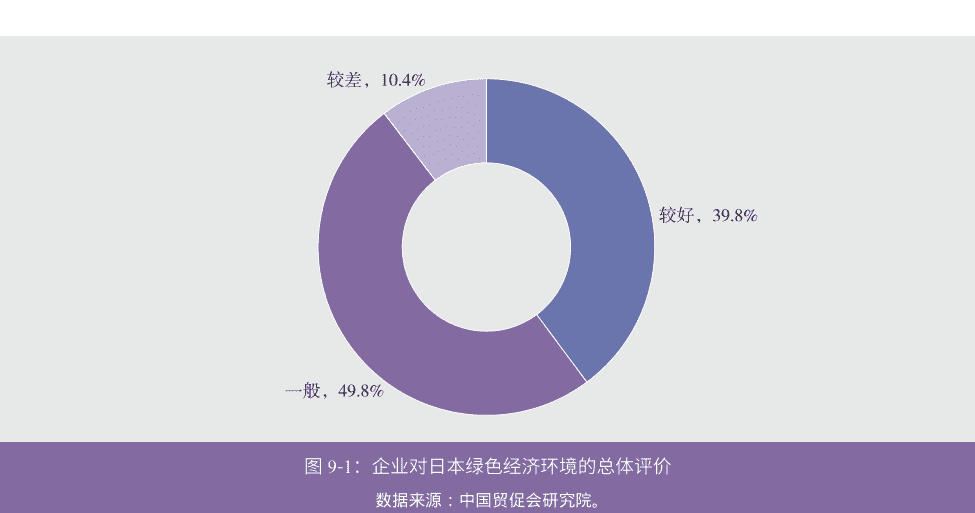 较差，10.4%
较好，39.8%
一般，49.8%
图 9-1：企业对日本绿色经济环境的总体评价
数据来源：中国贸促会研究院。